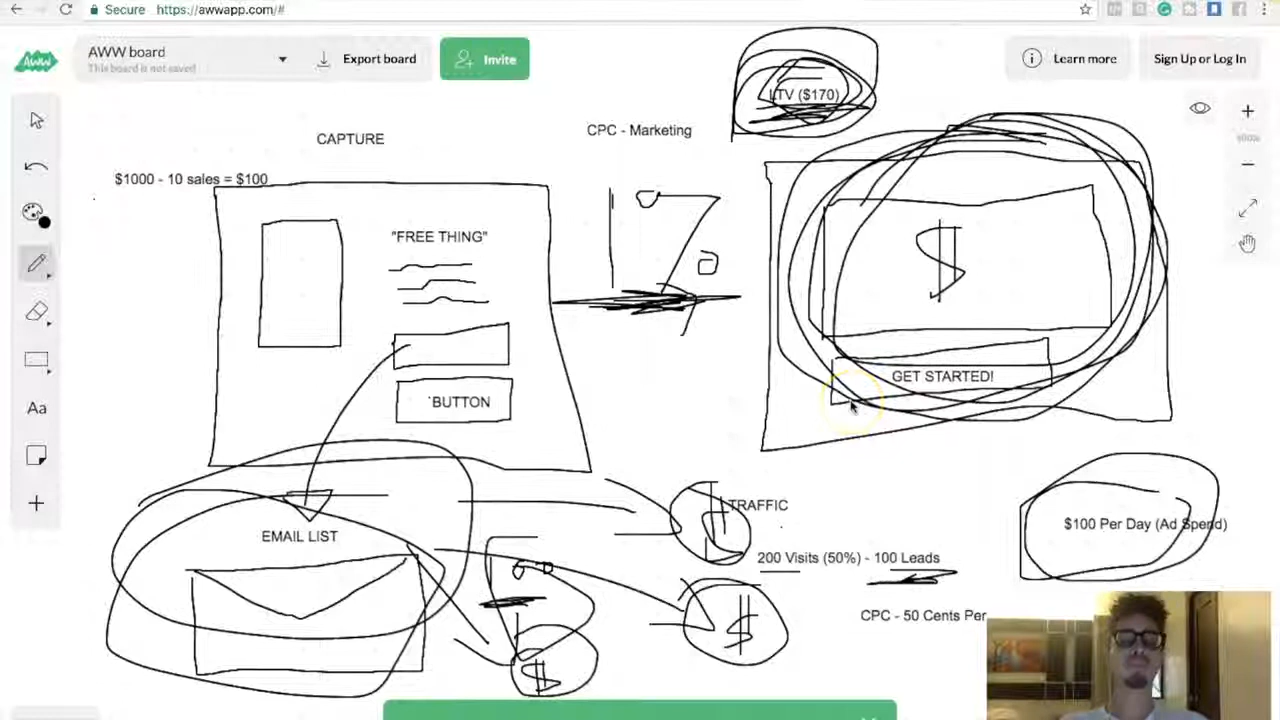 Secure https://awwapp.com/#
AWW board
This board is not saved
Export board
Invite
Learn more
Sign Up or Log In
LTV ($170)
CPC - Marketing
CAPTURE
$1000 - 10 sales = $100
"FREE THING"
1%
$
GET STARTED!
`BUTTON
Aa
TRAFFIC
$
$100 Per Day (Ad Spend)
EMAIL LIST
200 Visits (50%) - 100 Leads
CPC - 50 Cents Per
$
$